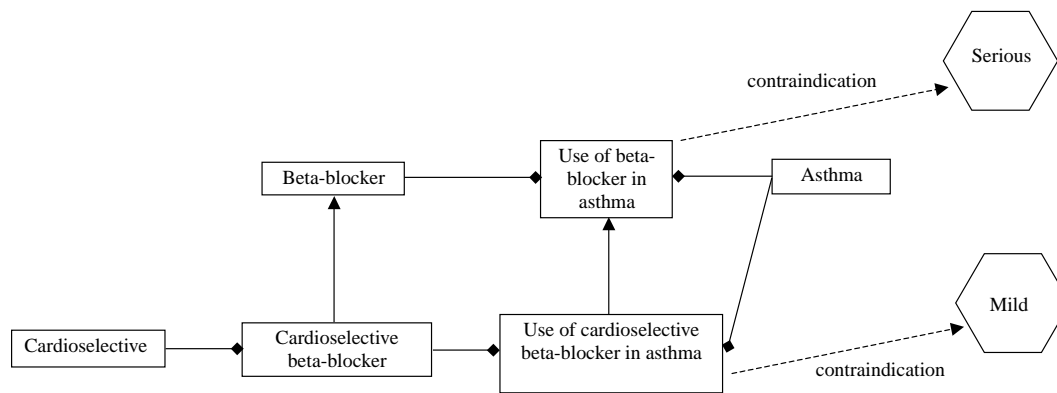 Serious
contraindication
Use of beta-
blocker in
asthma
Beta-blocker
Asthma
Mild
Use of cardioselective
beta-blocker in asthma
Cardioselective
Cardioselective
beta-blocker
contraindication